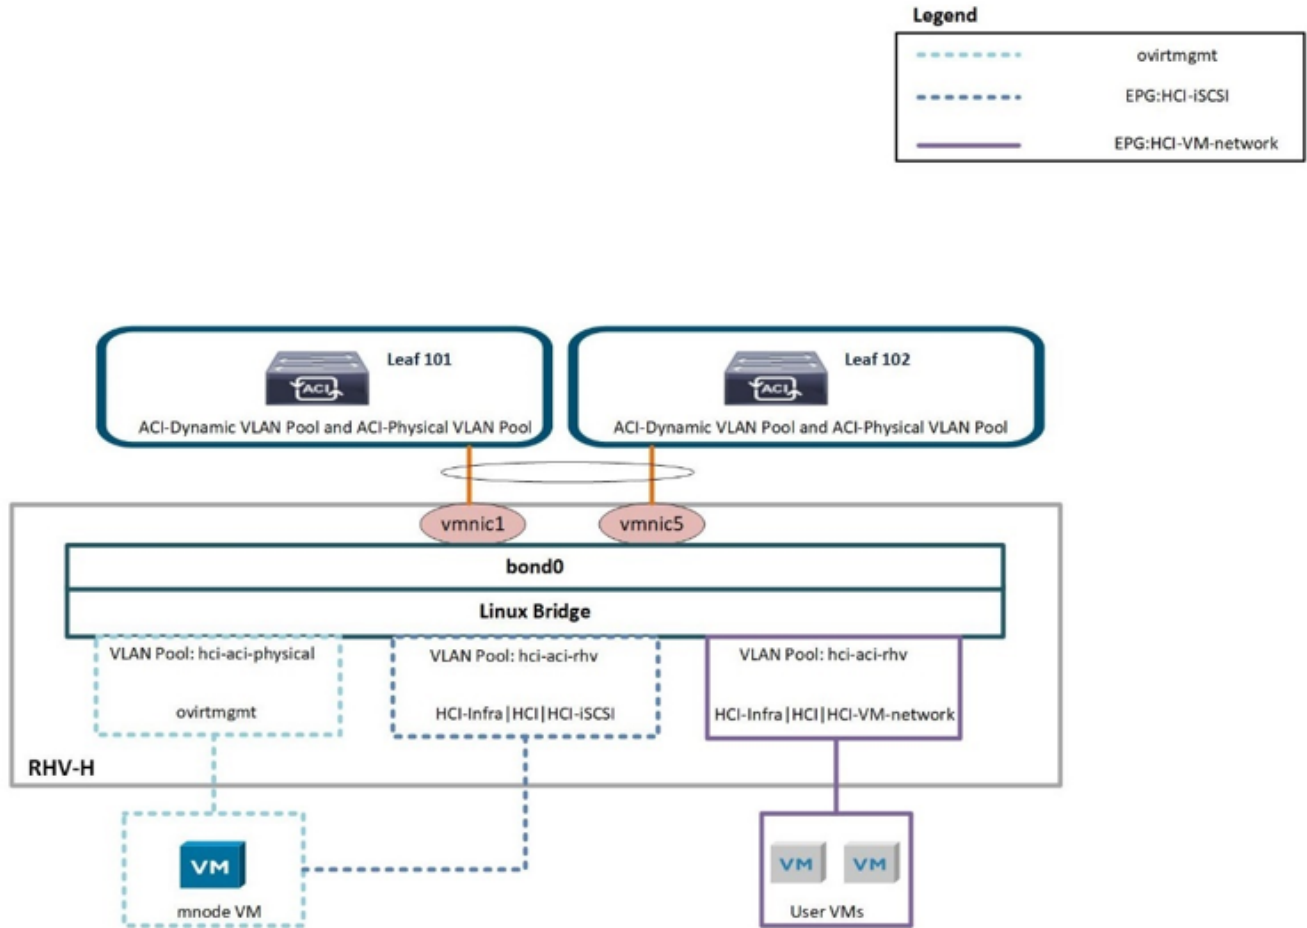 Legend
ovirtmgmt
EPG:HCI-iSCSI
EPG:HCI-VM-network
Leaf 101
ACI
ACI-Dynamic VLAN Pool and ACI-Physical VLAN Pool
Leaf 102
ACI
ACI-Dynamic VLAN Pool and ACI-Physical VLAN Pool
vmnic1
vmnic5
bond0
Linux Bridge
VLAN Pool: hci-aci-physical
ovirtmgmt
VLAN Pool: hci-aci-rhv
HCI-Infra|HCI|HCI-iSCSI
VLAN Pool: hci-aci-rhv
HCI-Infra|HCI|HCI-VM-network
RHV-H
VM
mnode VM
VM
VM
User VMs